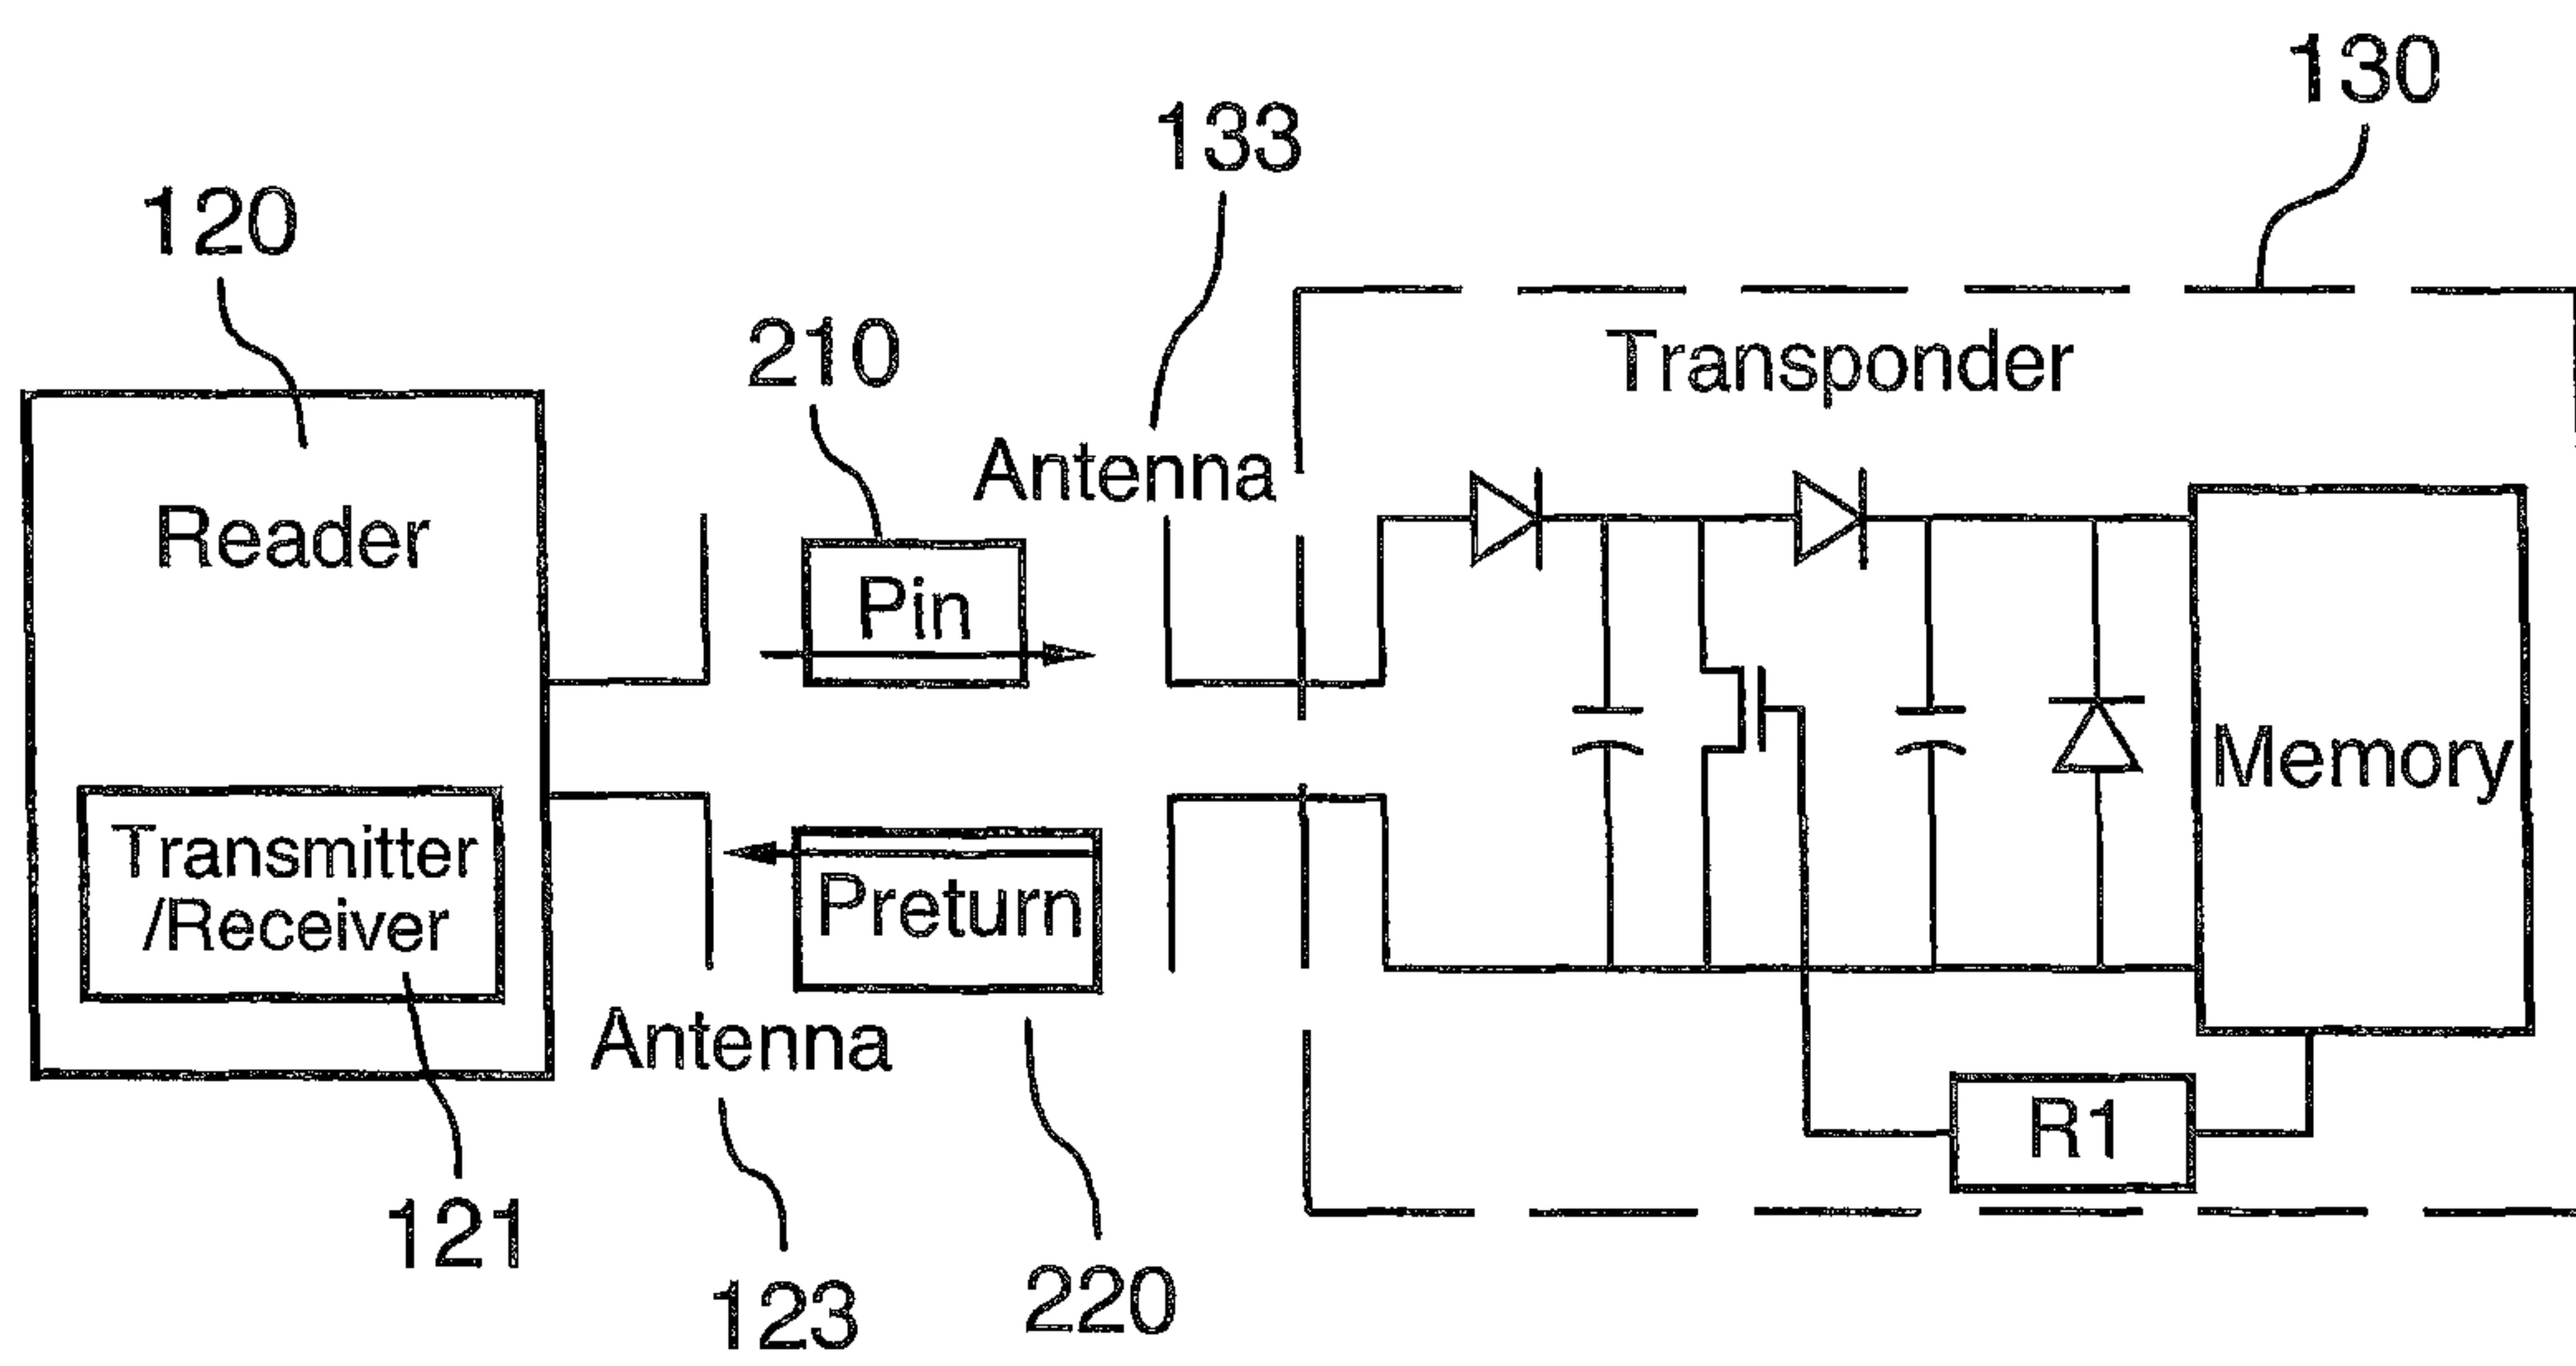 130
133
120
210
Transponder
Antenna
Reader
Pin
Memory
Transmitter
/Receiver
Preturn
Antenna
R1
121
123
220